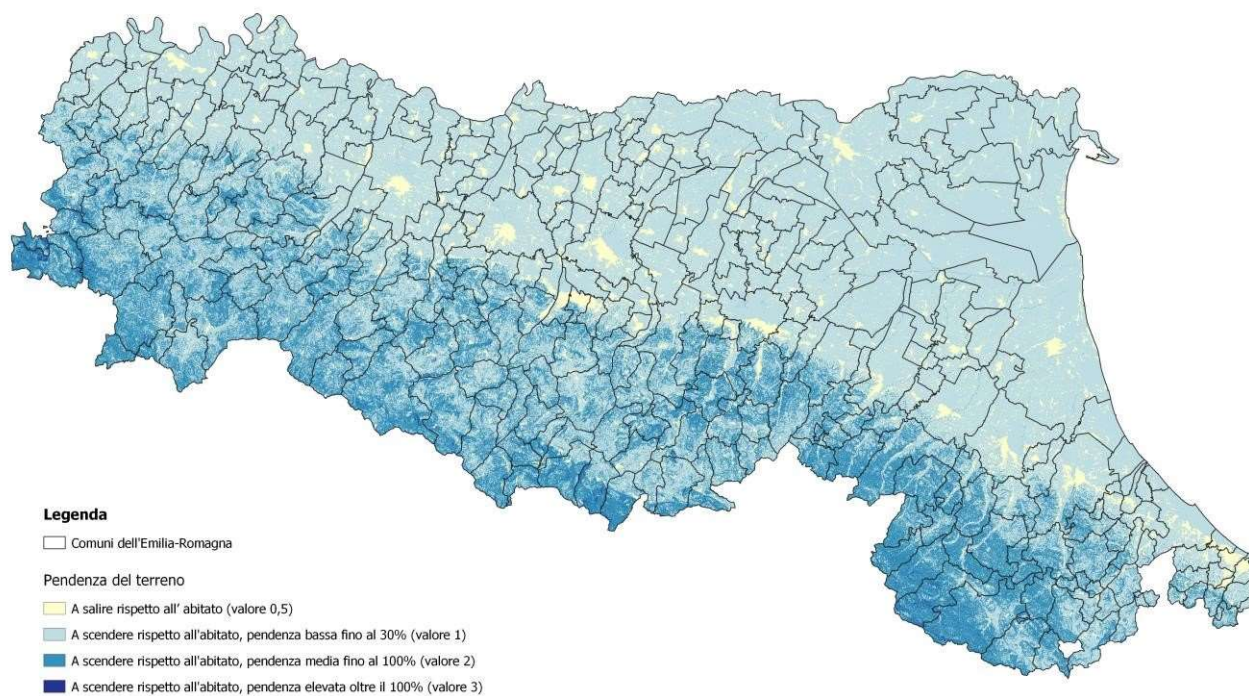 Legenda
Comuni dell'Emilia-Romagna
Pendenza del terreno
A salire rispetto all' abitato (valore 0,5)
A scendere rispetto all'abitato, pendenza bassa fino al 30% (valore 1)
A scendere rispetto all'abitato, pendenza media fino al 100% (valore 2)
A scendere rispetto all'abitato, pendenza elevata oltre il 100% (valore 3)